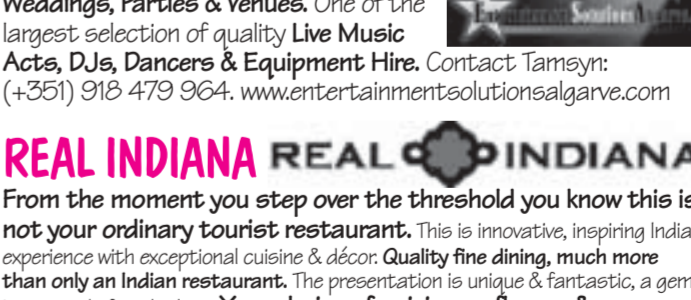 Weddings, Parties & Venues. One of the
largest selection of quality Live Music
Acts, DJs, Dancers & Equipment Hire. Contact Tamsyn:
(+351) 918 479 964. www.entertainmentsolutionsalgarve.com
Entertainment Solutions Algarve
REAL INDIANA REAL INDIANA
From the moment you step over the threshold you know this is
not your ordinary tourist restaurant. This is innovative, inspiring India
experience with exceptional cuisine & décor. Quality fine dining, much more
than only an Indian restaurant. The presentation is unique & fantastic, a gem